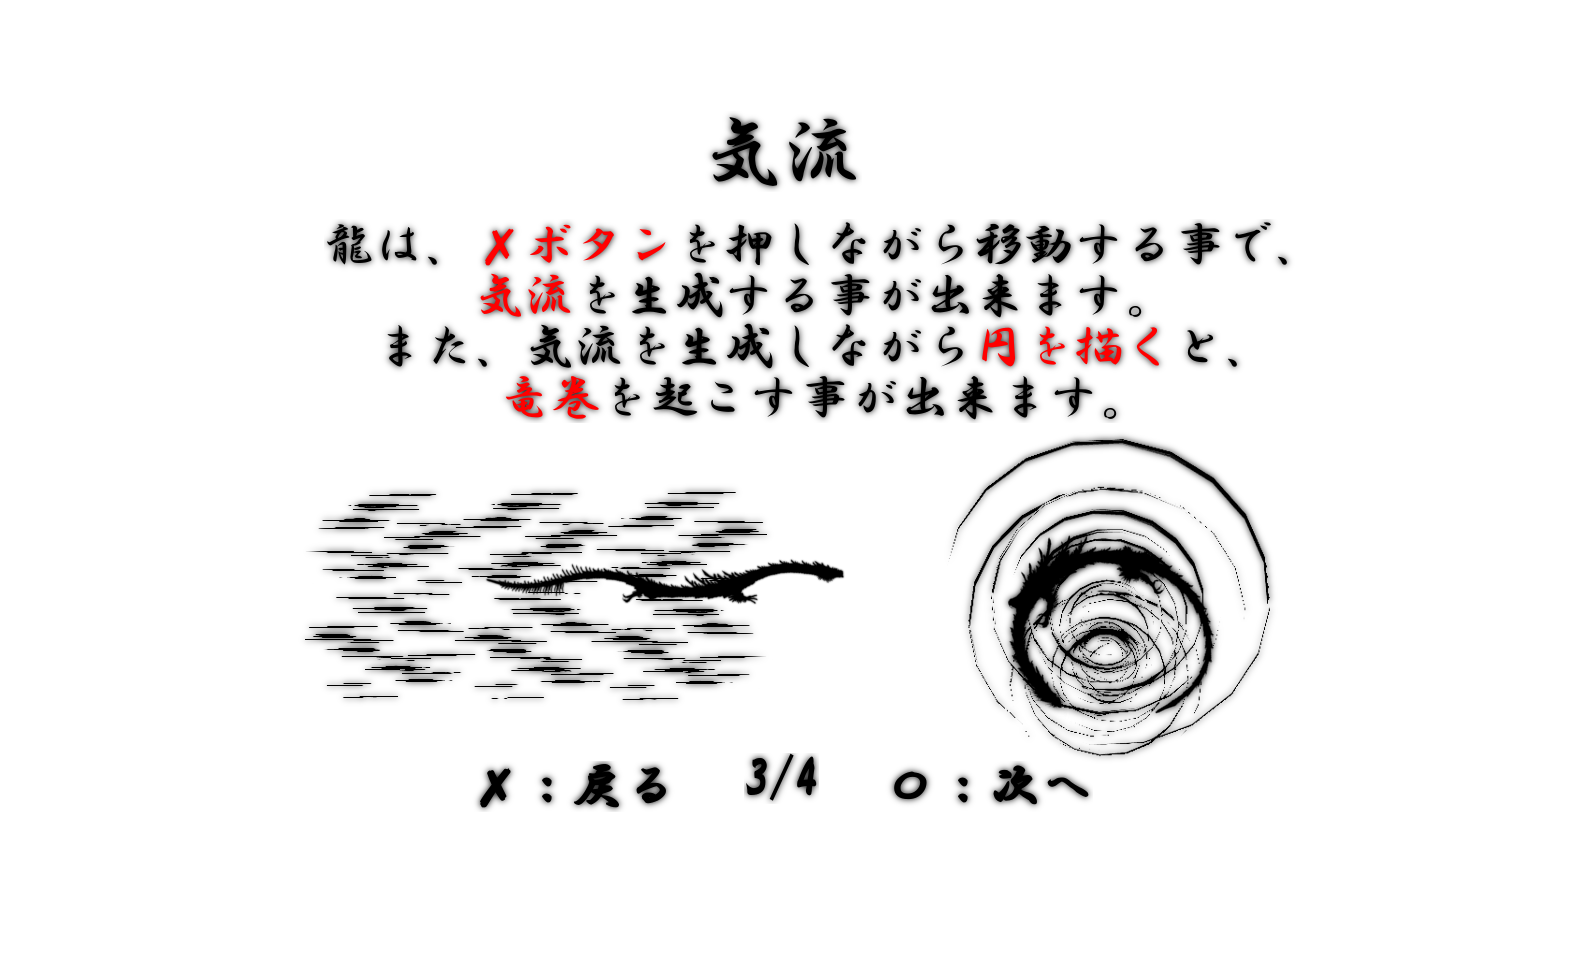 気流
龍は、✗ボタンを押しながら移動する事で、
気流を生成する事が出来ます。
また、気流を生成しながら円を描くと、
竜巻を起こす事が出来ます。
✗：戻る 3/4 ○：次へ